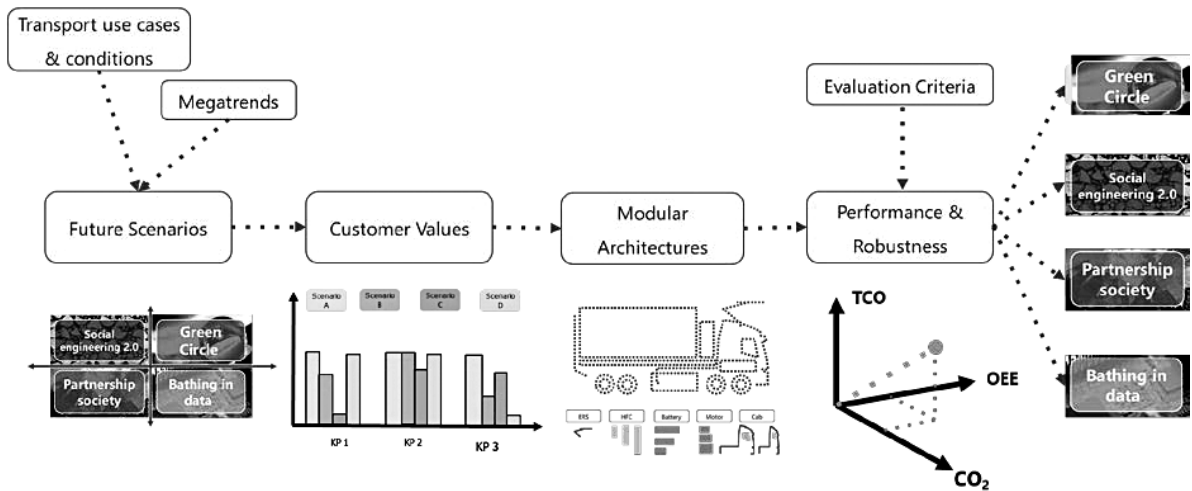 Transport use cases
& conditions
Megatrends
Evaluation Criteria
Green
Circle
Social
engineering 2.0
Partnership
society
Bathing in
data
Future Scenarios
Customer Values
Modular
Architectures
Performance &
Robustness
Social
engineering 2.0
Green
Circle
Partnership
society
Bathing in
data
Scenario
A
Scenario
B
Scenario
C
Scenario
D
KP 1
KP 2
KP 3
ERS
HFC
Battery
Motor
Cab
TCO
OEE
CO₂